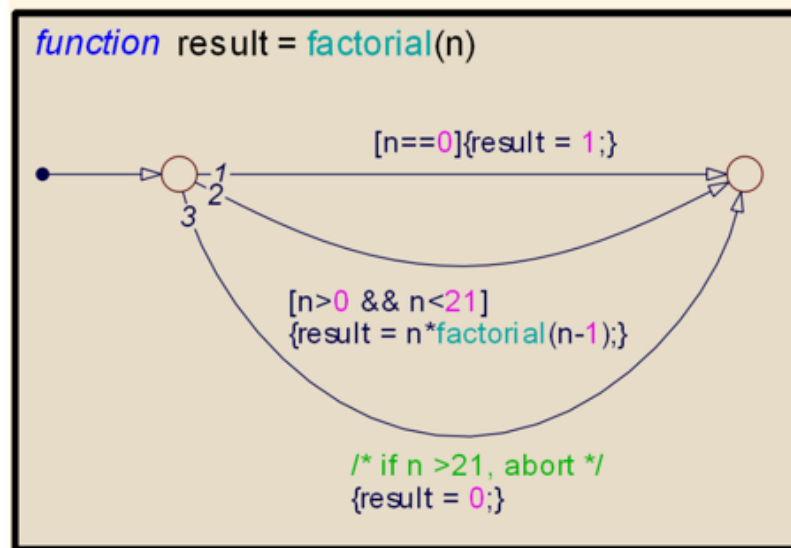 function result = factorial(n)
[n==0]{result = 1;}
1
2
3
[n>0 && n<21]
{result = n*factorial(n-1);}
/* if n >21, abort */
{result = 0;}